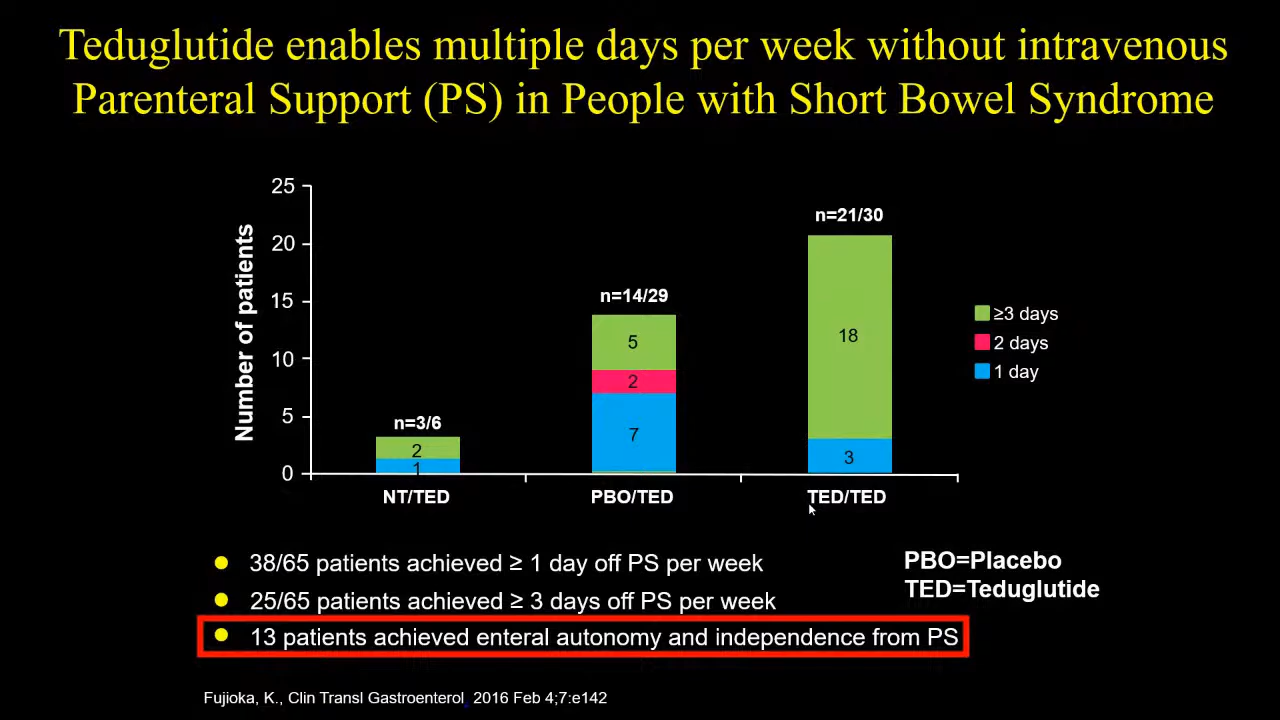 Teduglutide enables multiple days per week without intravenous
Parenteral Support (PS) in People with Short Bowel Syndrome
Number of patients
25
20
15
10
5
0
n=3/6
2
1
NT/TED
n=14/29
5
2
7
PBO/TED
n=21/30
18
3
TED/TED
≥3 days
2 days
1 day
38/65 patients achieved ≥ 1 day off PS per week
25/65 patients achieved ≥ 3 days off PS per week
13 patients achieved enteral autonomy and independence from PS
PBO=Placebo
TED=Teduglutide
Fujioka, K., Clin Transl Gastroenterol, 2016 Feb 4;7:e142